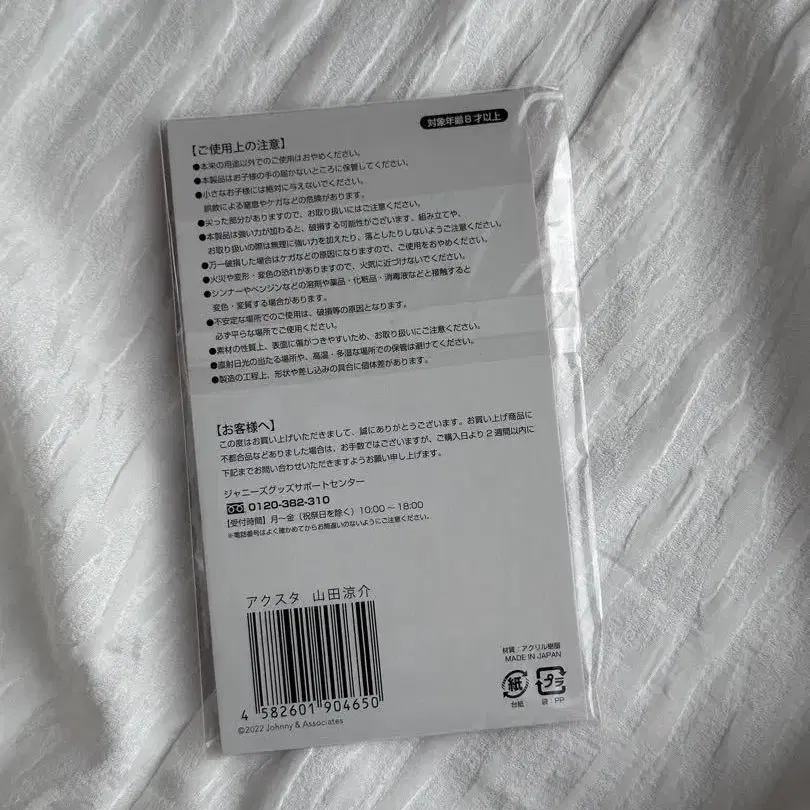 対象年齢8才以上
【ご使用上の注意】
●本来の用途以外でのご使用はおやめください。
●本製品はお子様の手の届かないところに保管してください。
●小さなお子様には絶対に与えないでください。
誤飲による窒息やケガなどの危険があります。
●尖った部分がありますので、お取り扱いにはご注意ください。
●本製品は強い力が加わると、破損する可能性がございます。組み立てや、
お取り扱いの際は無理に強い力を加えたり、落としたりしないようご注意ください。
●万一破損した場合はケガなどの原因になりますので、ご使用をおやめください。
●火災や変形・変色の恐れがありますので、火気に近づけないでください。
●シンナーやベンジンなどの溶剤や薬品・化粧品・消毒液などと接触すると
変色・変質する場合があります。
●不安定な場所でのご使用は、破損等の原因となります。
必ず平らな場所でご使用ください。
●素材の性質上、表面に傷がつきやすいため、お取り扱いにご注意ください。
●直射日光の当たる場所や、高温・多湿な場所での保管は避けてください。
●製造の工程上、形状や差し込みの具合に個体差があります。
【お客様へ】
この度はお買い上げいただきまして、誠にありがとうございます。お買い上げ商品に
不都合品などありました場合は、お手数ではございますが、ご購入日より2週間以内に
下記までお問い合わせいただきますようお願い申し上げます。
ジャニーズグッズサポートセンター
0120-382-310
【受付時間】月～金（祝祭日を除く）10:00～18:00
※電話番号はよく確かめてからお間違いのないようにご注意ください。
アクスタ 山田涼介
4 582601 904650
©2022 Johnny & Associates
材質：アクリル樹脂
MADE IN JAPAN
紙 プラ
台紙 袋：PP